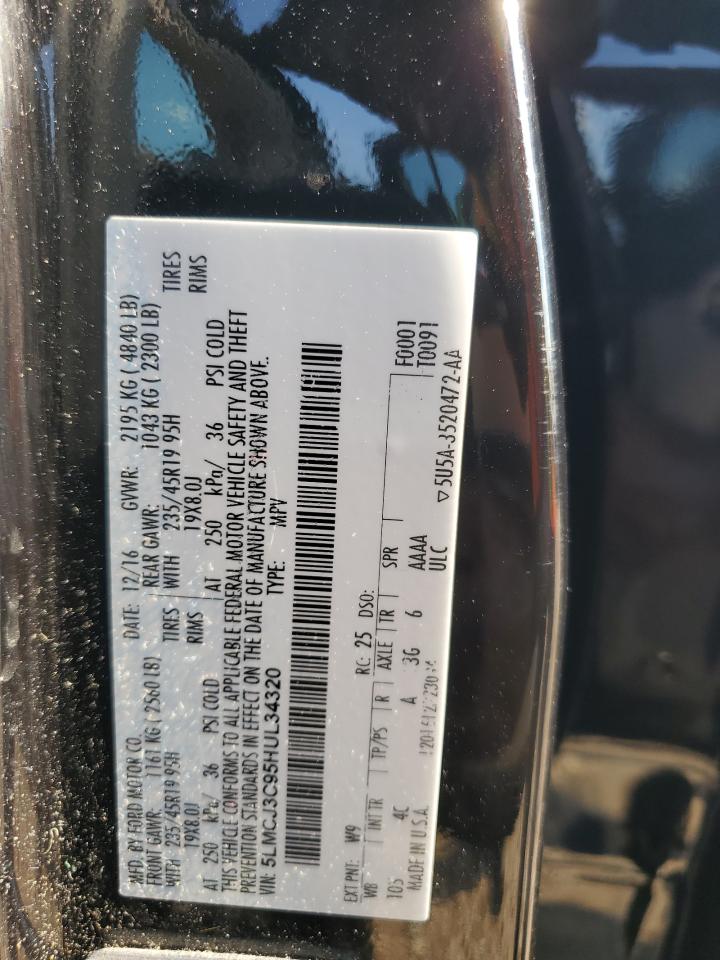 MFD. BY FORD MOTOR CO.
DATE: 12/16 GVWR: 2195 KG ( 4840 LB)
FRONT GAWR: 1161 KG ( 2560 LB) REAR GAWR: 1043 KG ( 2300 LB)
WITH 235/45R19 95H TIRES WITH 235/45R19 95H TIRES
19X8.0J RIMS 19X8.0J RIMS
AT 250 kPa/ 36 PSI COLD AT 250 kPa/ 36 PSI COLD
THIS VEHICLE CONFORMS TO ALL APPLICABLE FEDERAL MOTOR VEHICLE SAFETY AND THEFT
PREVENTION STANDARDS IN EFFECT ON THE DATE OF MANUFACTURE SHOWN ABOVE.
VIN: 5LMCJ3C95HUL34320 TYPE: MPV
EXT PNT: W9 RC: 25 DSO:
WB INT TR TP/PS R AXLE TR SPR F0001
105 4C A 3G 6 AAAA T0091
MADE IN U.S.A. ULC
▽5U5A-3520472-AA